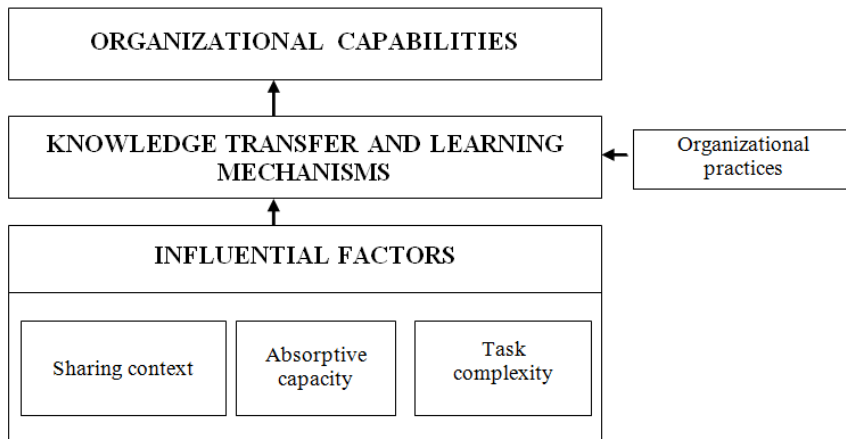 ORGANIZATIONAL CAPABILITIES
KNOWLEDGE TRANSFER AND LEARNING
MECHANISMS
Organizational
practices
INFLUENTIAL FACTORS
Sharing context
Absorptive
capacity
Task
complexity